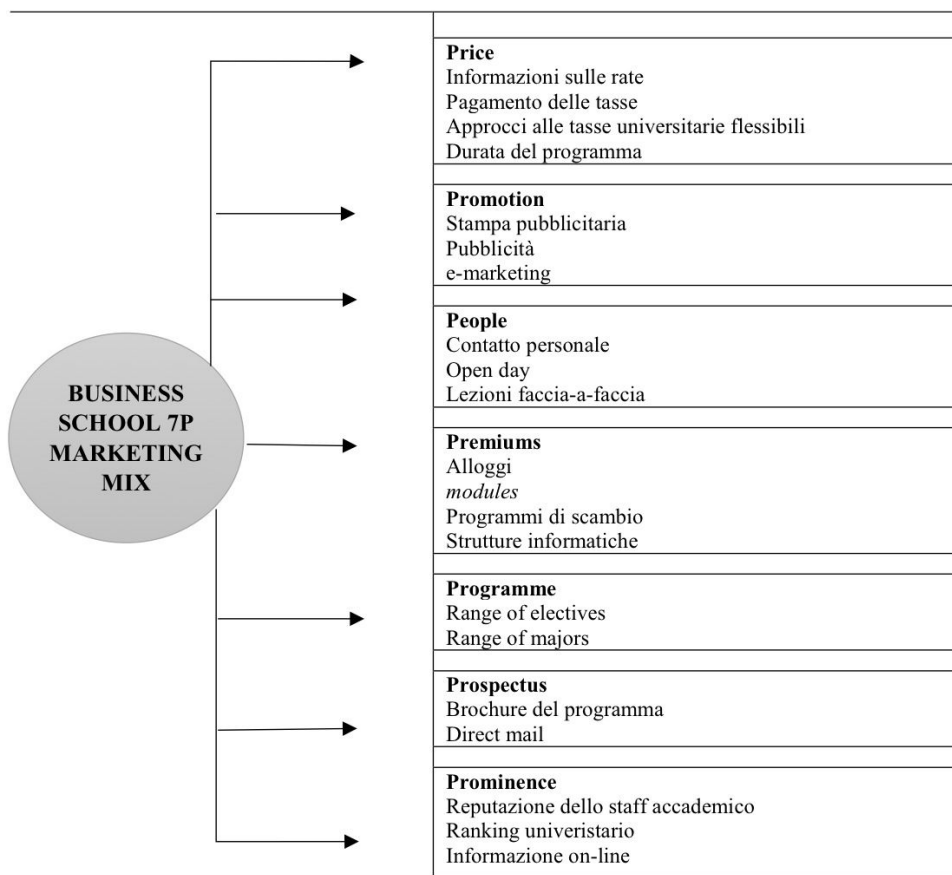 BUSINESS
SCHOOL 7P
MARKETING
MIX
Price
Informazioni sulle rate
Pagamento delle tasse
Approcci alle tasse universitarie flessibili
Durata del programma
Promotion
Stampa pubblicitaria
Pubblicità
e-marketing
People
Contatto personale
Open day
Lezioni faccia-a-faccia
Premiums
Alloggi
modules
Programmi di scambio
Strutture informatiche
Programme
Range of electives
Range of majors
Prospectus
Brochure del programma
Direct mail
Prominence
Reputazione dello staff accademico
Ranking univeristario
Informazione on-line